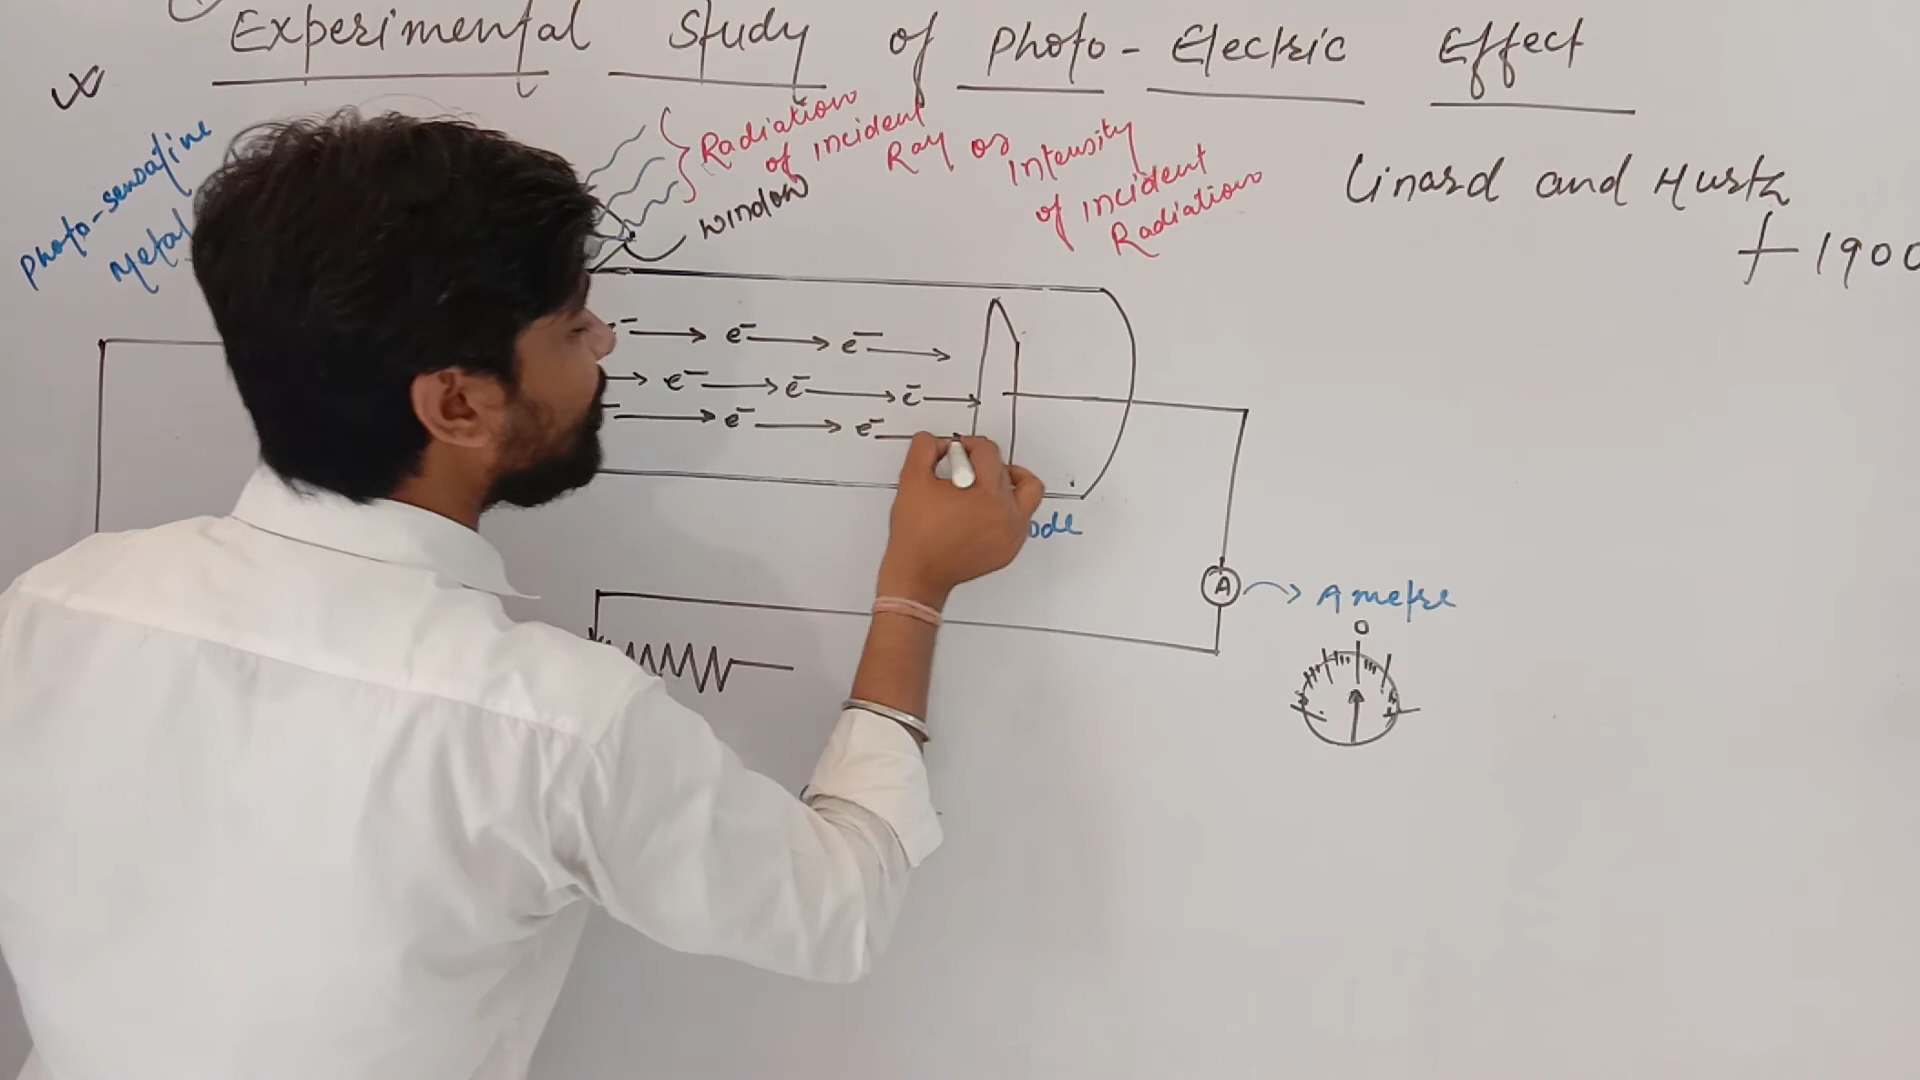 Experimental Study of Photo-Electric Effect
Photo-sensative
Metal
Radiation
of incident
Ray or
Intensity
of incident
Radiation
window
Linard and Hurtz
1900
e⁻ e⁻
e⁻ e⁻ e⁻
e⁻ e⁻
ode
A
Ametre
0